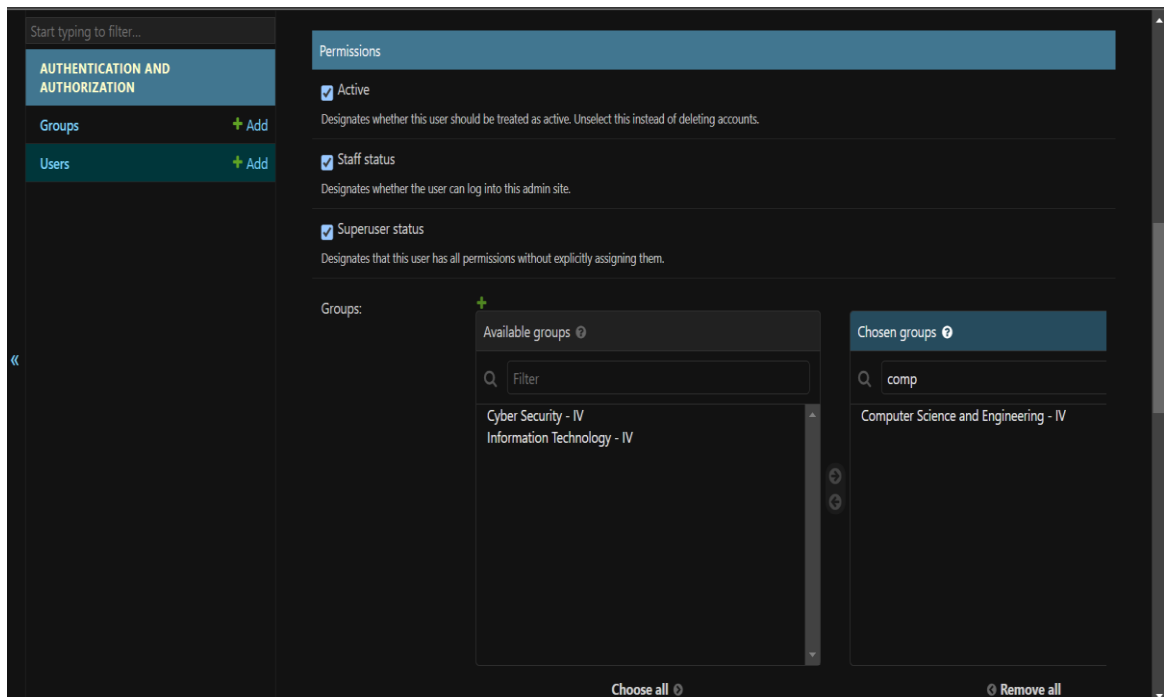 Start typing to filter...
AUTHENTICATION AND
AUTHORIZATION
Groups + Add
Users + Add
«
Permissions
Active
Designates whether this user should be treated as active. Unselect this instead of deleting accounts.
Staff status
Designates whether the user can log into this admin site.
Superuser status
Designates that this user has all permissions without explicitly assigning them.
Groups:
Available groups
Filter
Cyber Security - IV
Information Technology - IV
Choose all
Chosen groups
comp
Computer Science and Engineering - IV
Remove all